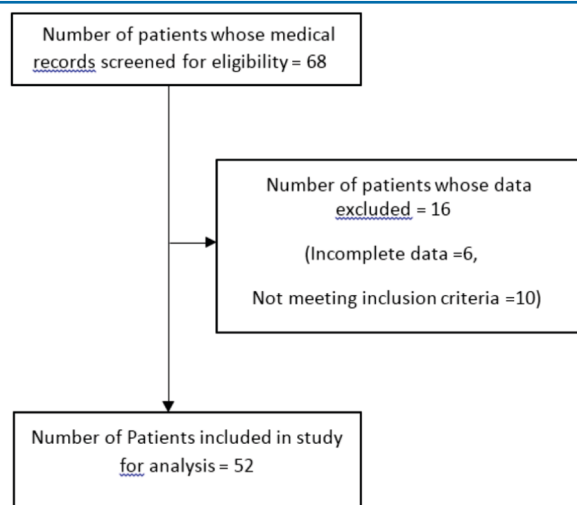 Number of patients whose medical
records screened for eligibility = 68
Number of patients whose data
excluded = 16
(Incomplete data =6,
Not meeting inclusion criteria =10)
Number of Patients included in study
for analysis = 52